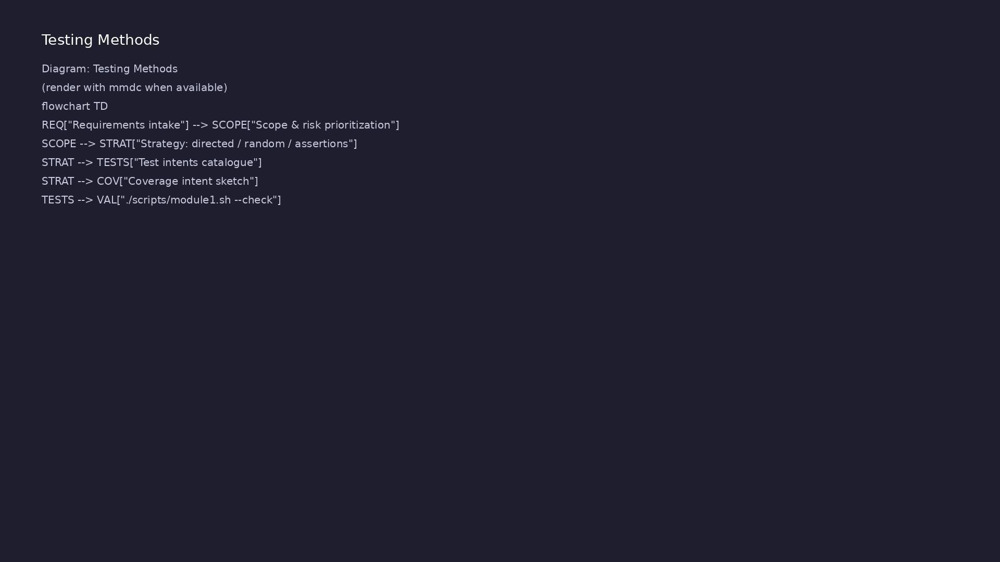 Testing Methods
Diagram: Testing Methods
(render with mmdc when available)
flowchart TD
REQ["Requirements intake"] --> SCOPE["Scope & risk prioritization"]
SCOPE --> STRAT["Strategy: directed / random / assertions"]
STRAT --> TESTS["Test intents catalogue"]
STRAT --> COV["Coverage intent sketch"]
TESTS --> VAL["./scripts/module1.sh --check"]